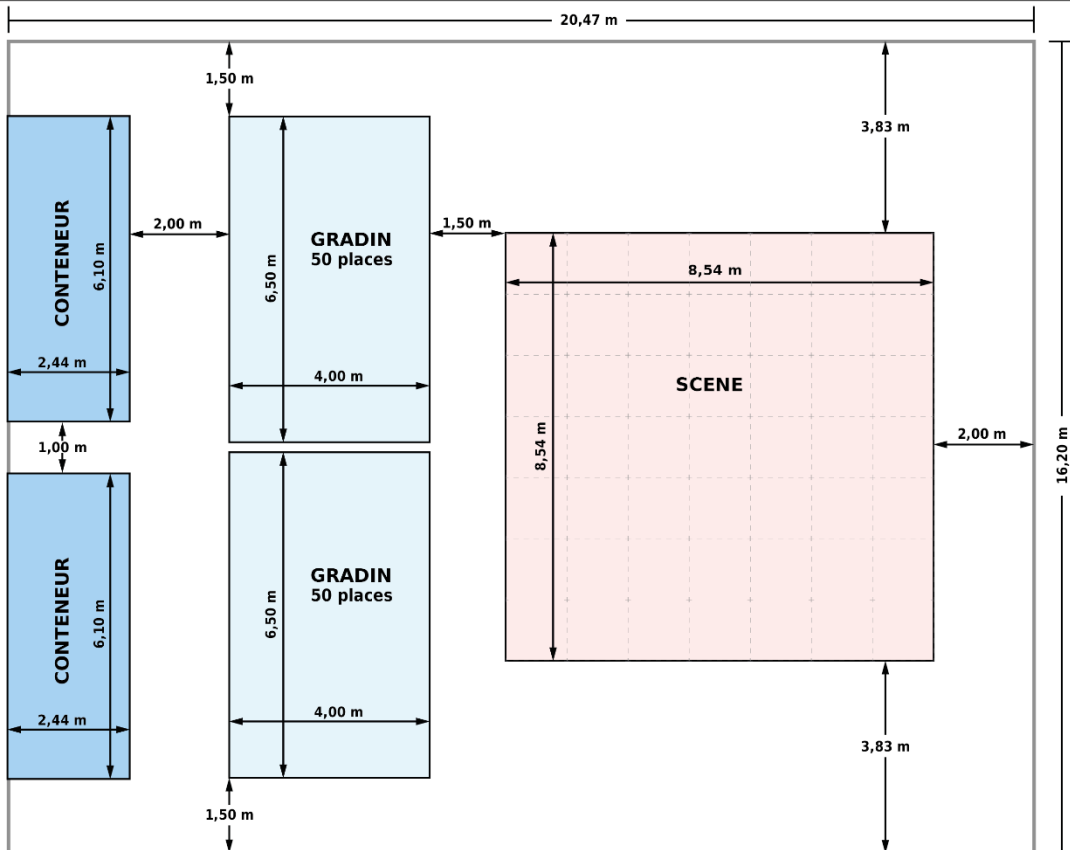 20,47 m
1,50 m
3,83 m
2,00 m
1,50 m
CONTENEUR
6,10 m
6,50 m
GRADIN
50 places
8,54 m
2,44 m
4,00 m
SCENE
1,00 m
8,54 m
2,00 m
16,20 m
CONTENEUR
6,10 m
6,50 m
GRADIN
50 places
2,44 m
4,00 m
3,83 m
1,50 m